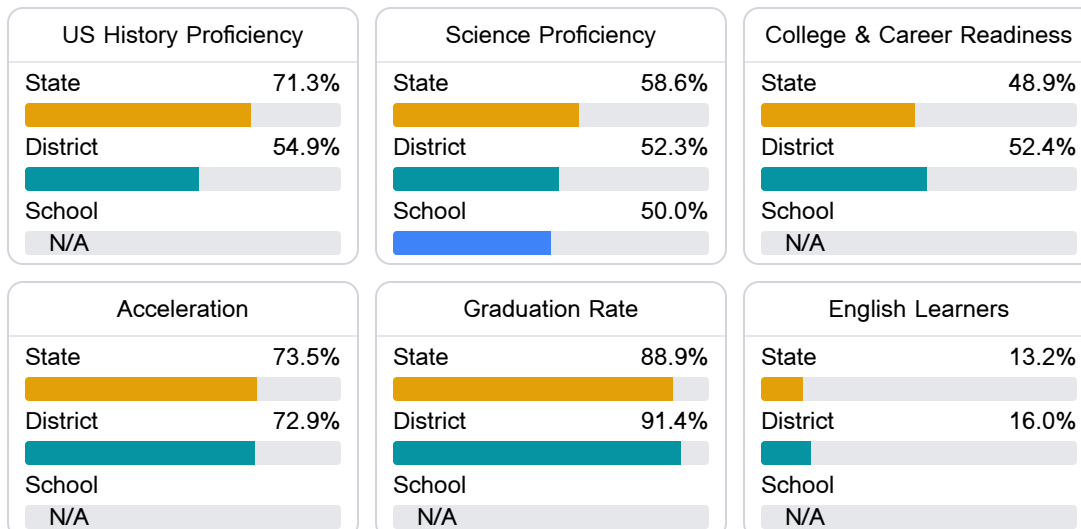 US History Proficiency
State 71.3%
District 54.9%
School
N/A
Science Proficiency
State 58.6%
District 52.3%
School 50.0%
College & Career Readiness
State 48.9%
District 52.4%
School
N/A
Acceleration
State 73.5%
District 72.9%
School
N/A
Graduation Rate
State 88.9%
District 91.4%
School
N/A
English Learners
State 13.2%
District 16.0%
School
N/A